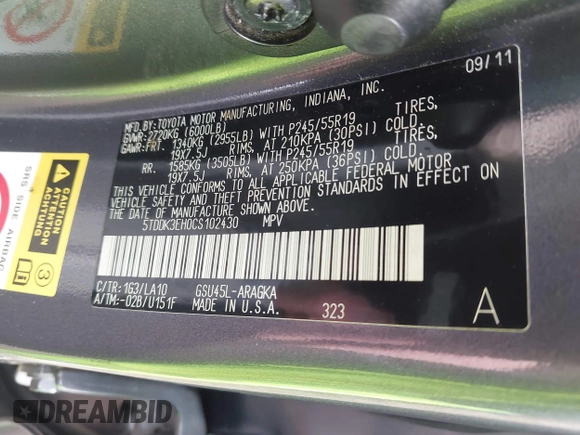 09/11
MFD.BY:TOYOTA MOTOR MANUFACTURING, INDIANA, INC.
GVWR: 2720KG (6000LB)
GAWR:FRT. 1340KG (2955LB) WITH P245/55R19 TIRES,
19X7.5J RIMS, AT 210KPA (30PSI) COLD.
RR. 1585KG (3505LB) WITH P245/55R19 TIRES,
19X7.5J RIMS, AT 250KPA (36PSI) COLD.
THIS VEHICLE CONFORMS TO ALL APPLICABLE FEDERAL MOTOR
VEHICLE SAFETY AND THEFT PREVENTION STANDARDS IN EFFECT ON
THE DATE OF MANUFACTURE SHOWN ABOVE.
5TDDK3EH0CS102430 MPV
C/TR:1G3/LA10 GSU45L-ARAGKA
A/TM:-02B/U151F MADE IN U.S.A. 323 A
SRS SIDE AIRBAG
ATTENTION
ACHTUNG
3
DREAMBID